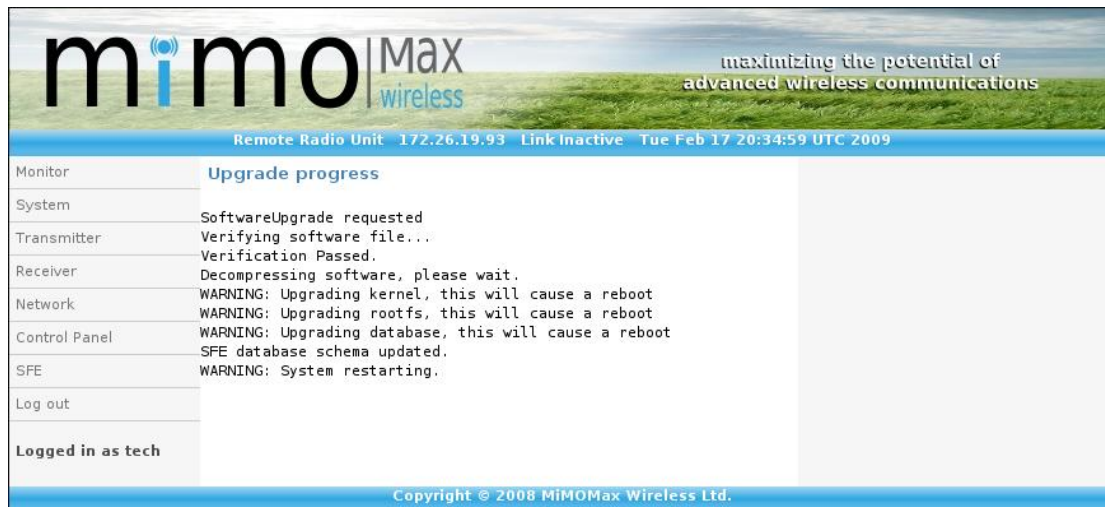 mimo Max
wireless
maximizing the potential of
advanced wireless communications
Remote Radio Unit 172.26.19.93 Link Inactive Tue Feb 17 20:34:59 UTC 2009
Monitor
System
Transmitter
Receiver
Network
Control Panel
SFE
Log out
Logged in as tech
Upgrade progress
SoftwareUpgrade requested
Verifying software file...
Verification Passed.
Decompressing software, please wait.
WARNING: Upgrading kernel, this will cause a reboot
WARNING: Upgrading rootfs, this will cause a reboot
WARNING: Upgrading database, this will cause a reboot
SFE database schema updated.
WARNING: System restarting.
Copyright © 2008 MiMOMax Wireless Ltd.